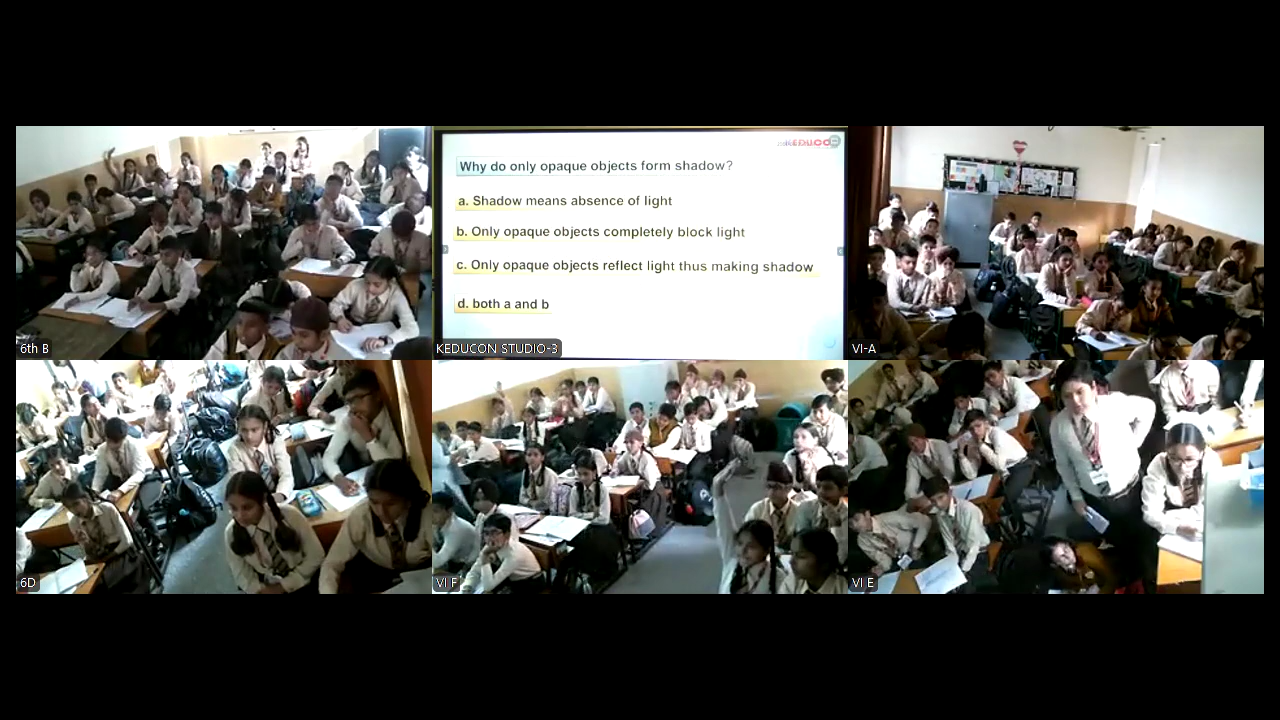 KEDUCO
Why do only opaque objects form shadow?
a. Shadow means absence of light
b. Only opaque objects completely block light
c. Only opaque objects reflect light thus making shadow
d. both a and b
6th B
KEDUCON STUDIO-3
VI-A
6D
VI F
VI E